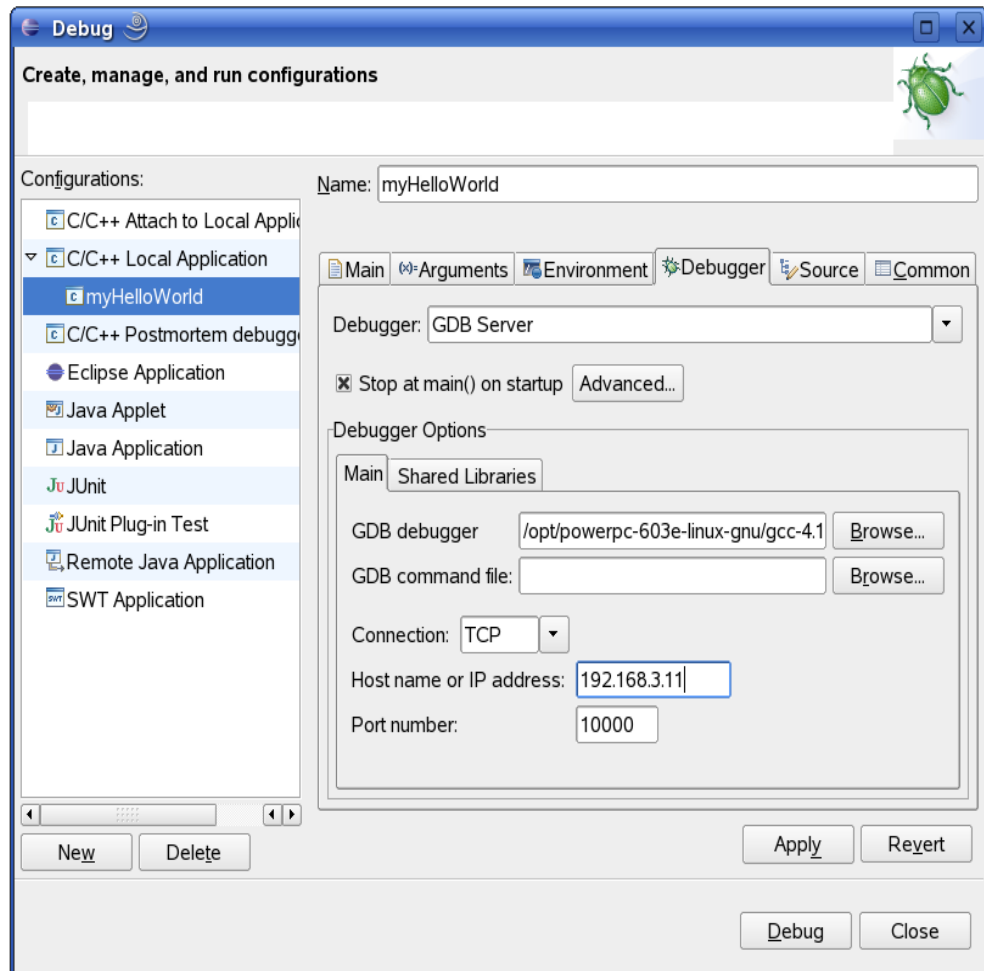 Debug
Create, manage, and run configurations
Configurations:
C/C++ Attach to Local Applic
C/C++ Local Application
myHelloWorld
C/C++ Postmortem debugge
Eclipse Application
Java Applet
Java Application
JU JUnit
JU JUnit Plug-in Test
Remote Java Application
SWT SWT Application
New
Delete
Name: myHelloWorld
Main
(x)= Arguments
Environment
Debugger
Source
Common
Debugger: GDB Server
Stop at main() on startup
Advanced...
Debugger Options
Main
Shared Libraries
GDB debugger /opt/powerpc-603e-linux-gnu/gcc-4.1 Browse...
GDB command file: Browse...
Connection: TCP
Host name or IP address: 192.168.3.11
Port number: 10000
Apply
Revert
Debug
Close